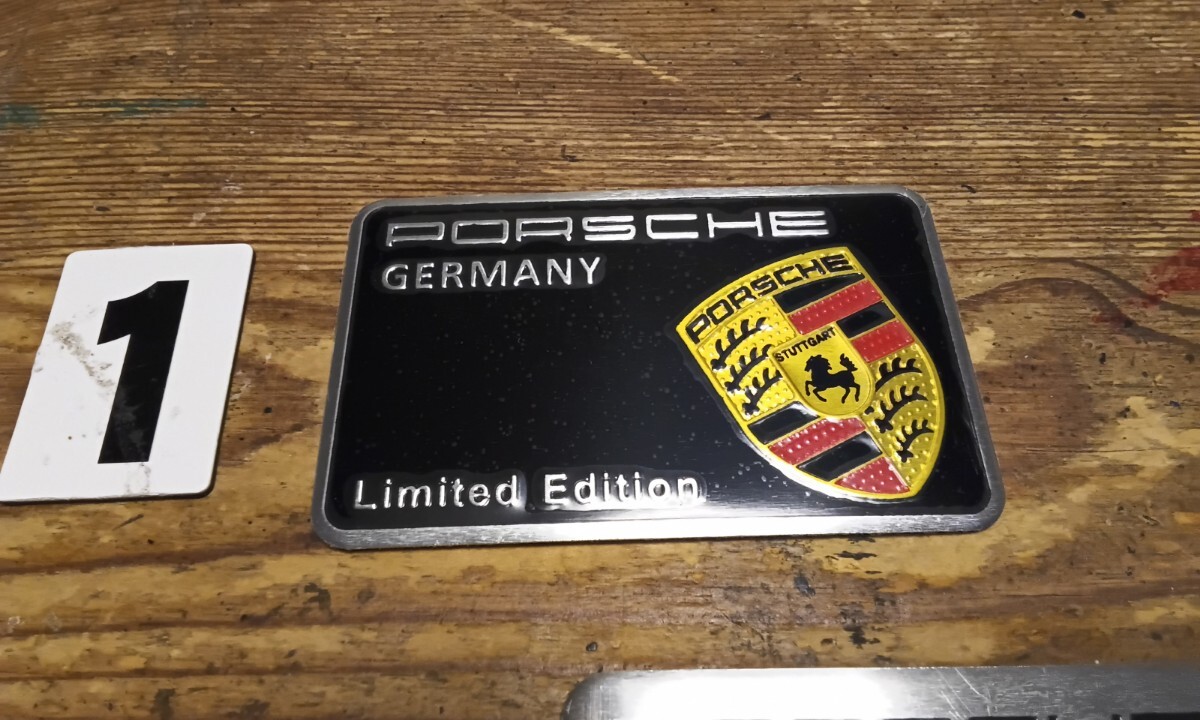 1
PORSCHE
GERMANY
PORSCHE
STUTTGART
Limited Edition